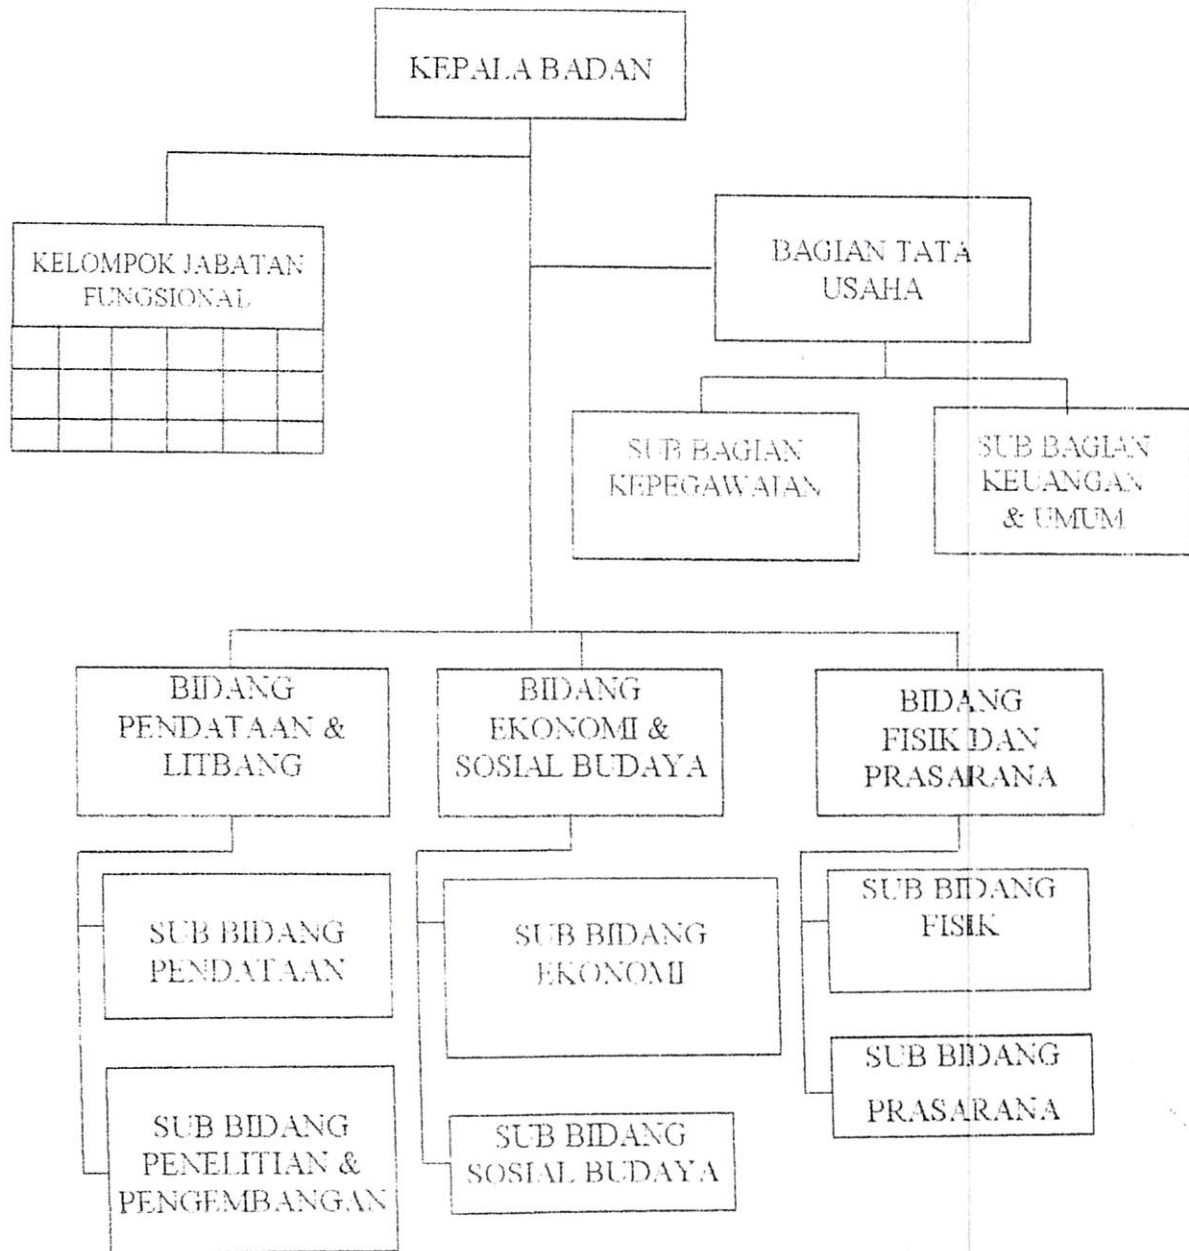 KEPALA BADAN
KELOMPOK JABATAN
FUNGSIONAL
BAGIAN TATA
USAHA
SUB BAGIAN
KEPEGAWAIAN
SUB BAGIAN
KEUANGAN
& UMUM
BIDANG
PENDATAAN &
LITBANG
BIDANG
EKONOMI &
SOSIAL BUDAYA
BIDANG
FISIK DAN
PRASARANA
SUB BIDANG
PENDATAAN
SUB BIDANG
EKONOMI
SUB BIDANG
FISIK
SUB BIDANG
PENELITIAN &
PENGEMBANGAN
SUB BIDANG
SOSIAL BUDAYA
SUB BIDANG
PRASARANA